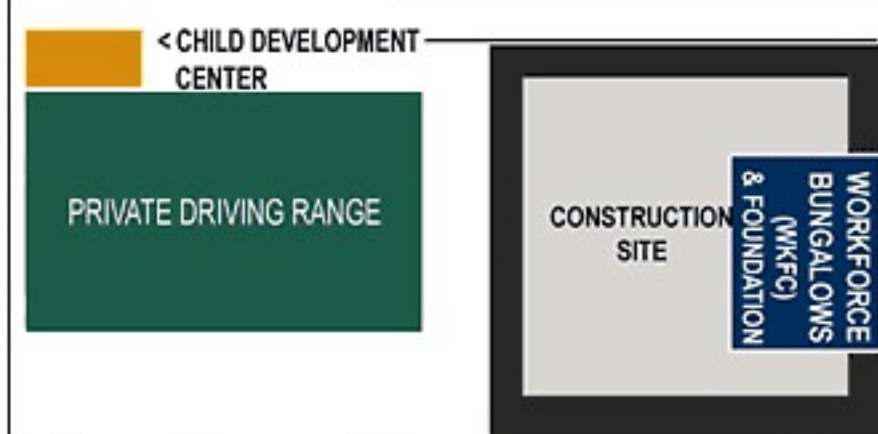 < CHILD DEVELOPMENT
CENTER
PRIVATE DRIVING RANGE
CONSTRUCTION
SITE
WORKFORCE
BUNGALOWS
(WKFC)
& FOUNDATION